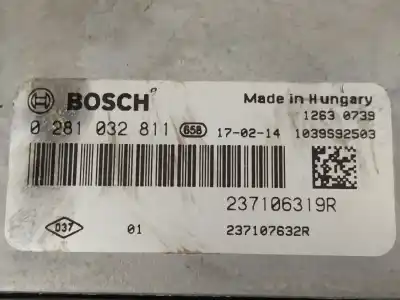 BOSCH
Made in Hungary
1263 0739
0 281 032 811 658 17-02-14 1039S92503
237106319R
037 01 237107632R